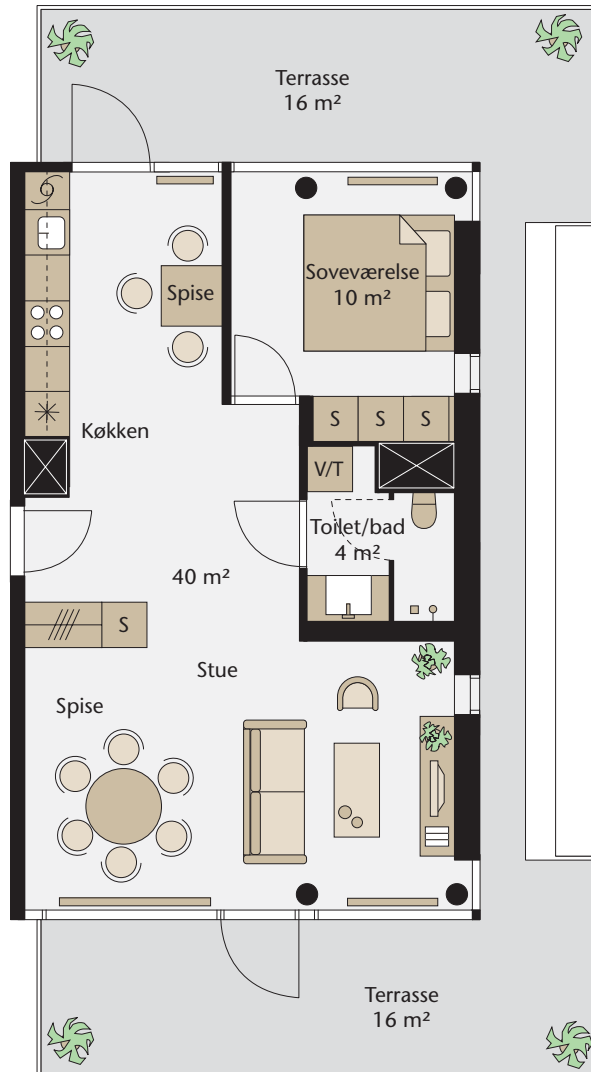 Terrasse
16 m²
Spise
Soveværelse
10 m²
S S S
Køkken
V/T
Toilet/bad
4 m²
40 m²
S
Stue
Spise
Terrasse
16 m²